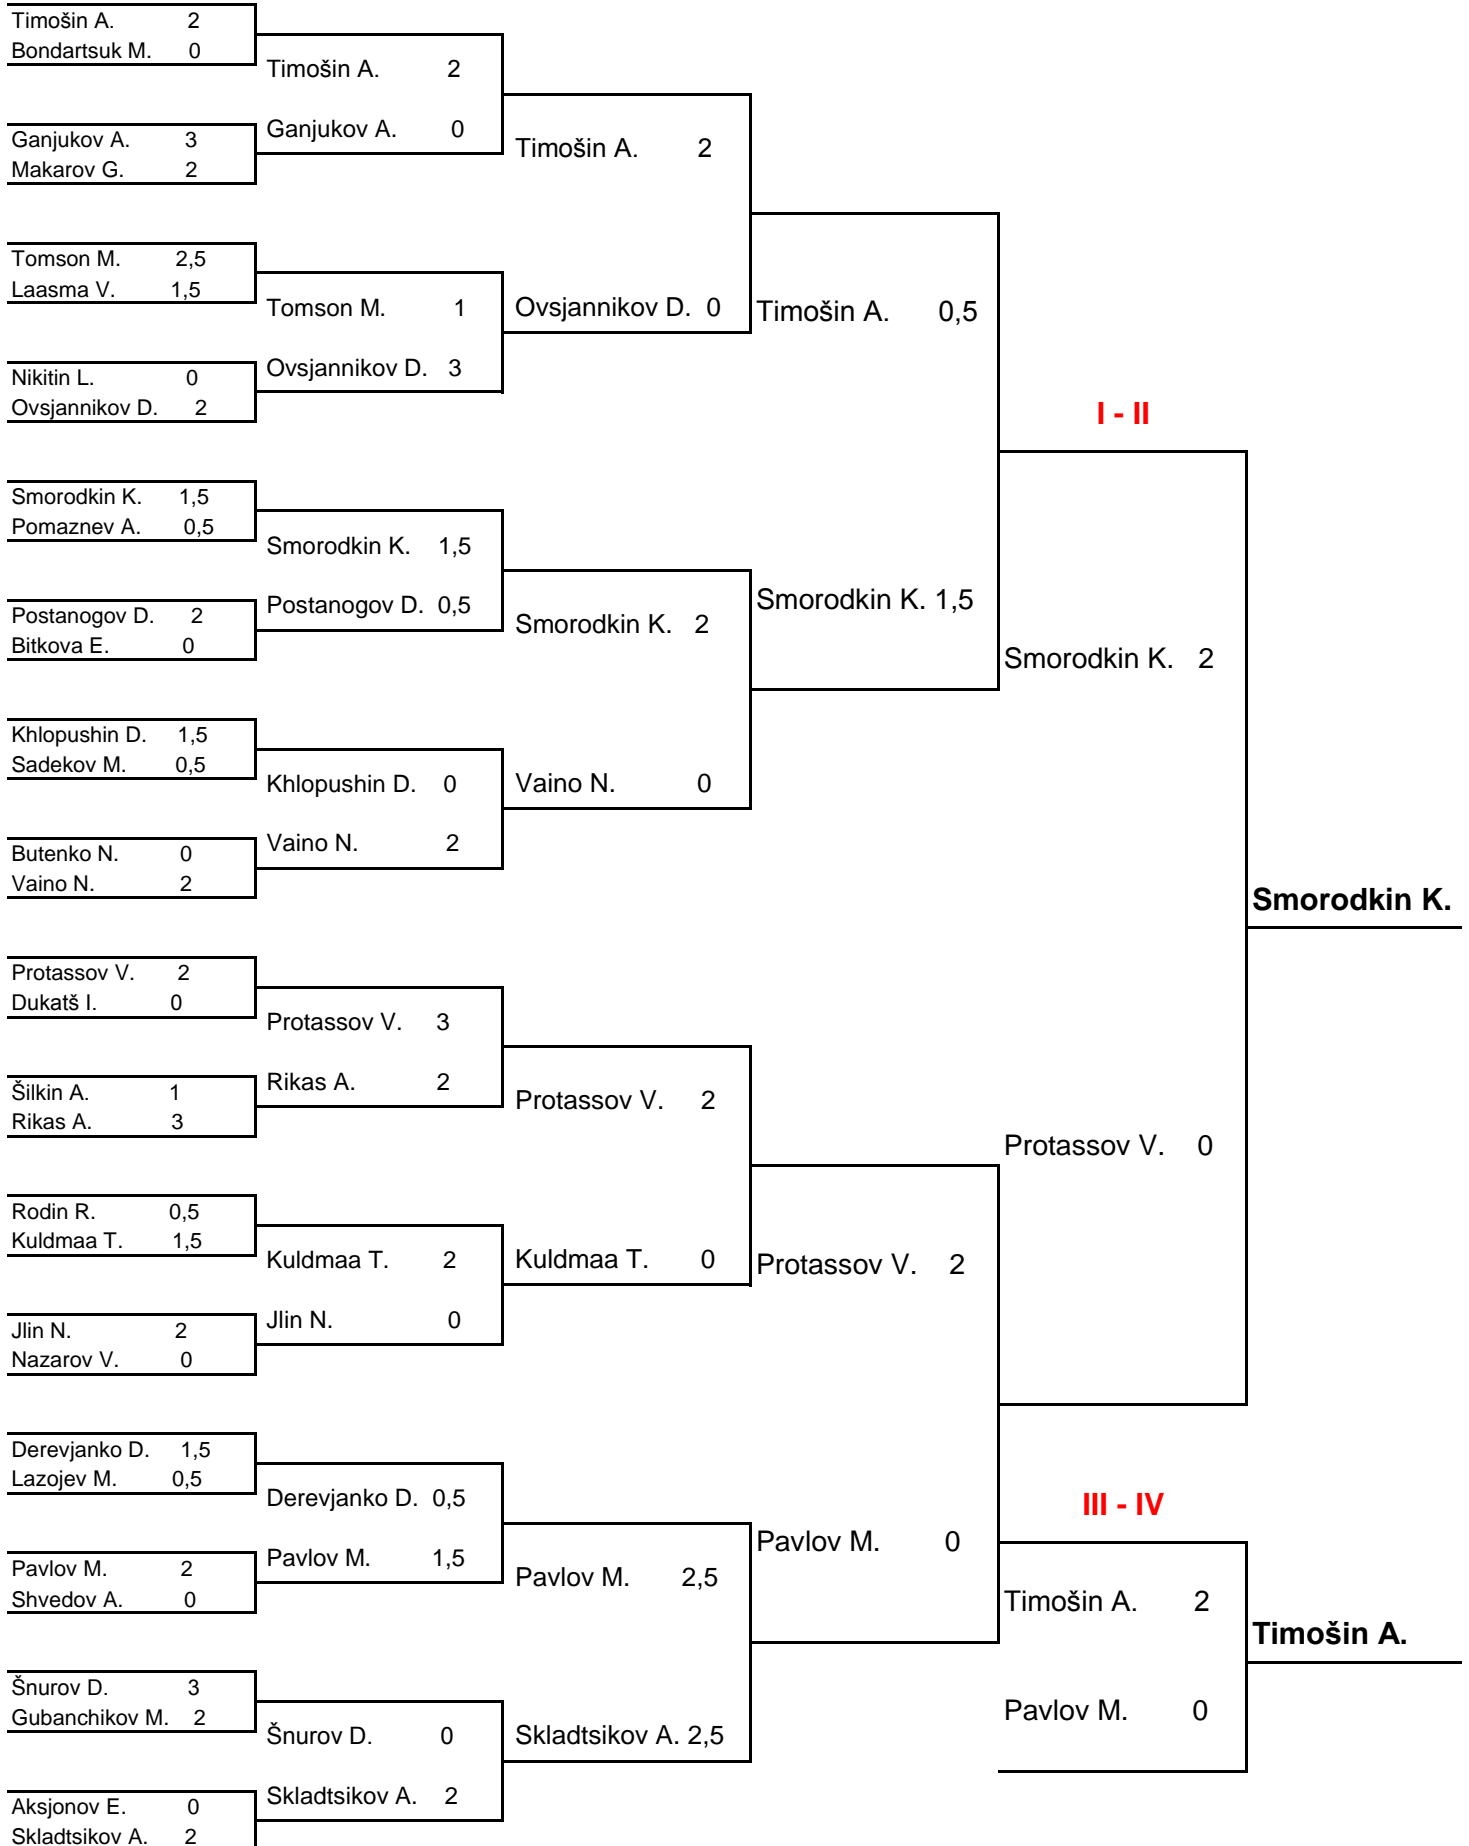 Timošin A. 2
Bondartsuk M. 0
Ganjukov A. 3
Makarov G. 2
Tomson M. 2,5
Laasma V. 1,5
Nikitin L. 0
Ovsjannikov D. 2
Smorodkin K. 1,5
Pomaznev A. 0,5
Postanogov D. 2
Bitkova E. 0
Khlopushin D. 1,5
Sadekov M. 0,5
Butenko N. 0
Vaino N. 2
Protassov V. 2
Dukatš I. 0
Šilkin A. 1
Rikas A. 3
Rodin R. 0,5
Kuldmaa T. 1,5
Jlin N. 2
Nazarov V. 0
Derevjanko D. 1,5
Lazojev M. 0,5
Pavlov M. 2
Shvedov A. 0
Šnurov D. 3
Gubanchikov M. 2
Aksjonov E. 0
Skladtsikov A. 2
Timošin A. 2
Ganjukov A. 0
Tomson M. 1
Ovsjannikov D. 3
Smorodkin K. 1,5
Postanogov D. 0,5
Khlopushin D. 0
Vaino N. 2
Protassov V. 3
Rikas A. 2
Kuldmaa T. 2
Jlin N. 0
Derevjanko D. 0,5
Pavlov M. 1,5
Šnurov D. 0
Skladtsikov A. 2
Timošin A. 2
Ovsjannikov D. 0
Smorodkin K. 2
Vaino N. 0
Protassov V. 2
Kuldmaa T. 0
Pavlov M. 2,5
Skladtsikov A. 2,5
Timošin A. 0,5
Smorodkin K. 1,5
Protassov V. 2
Pavlov M. 0
I - II
Smorodkin K. 2
Protassov V. 0
III - IV
Timošin A. 2
Pavlov M. 0
Smorodkin K.
Timošin A.